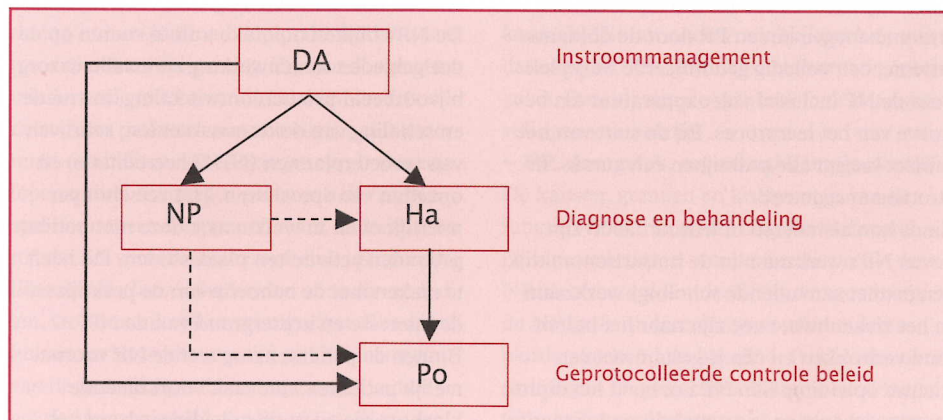 DA
Instroommanagement
NP
Ha
Diagnose en behandeling
Po
Geprotocolleerde controle beleid